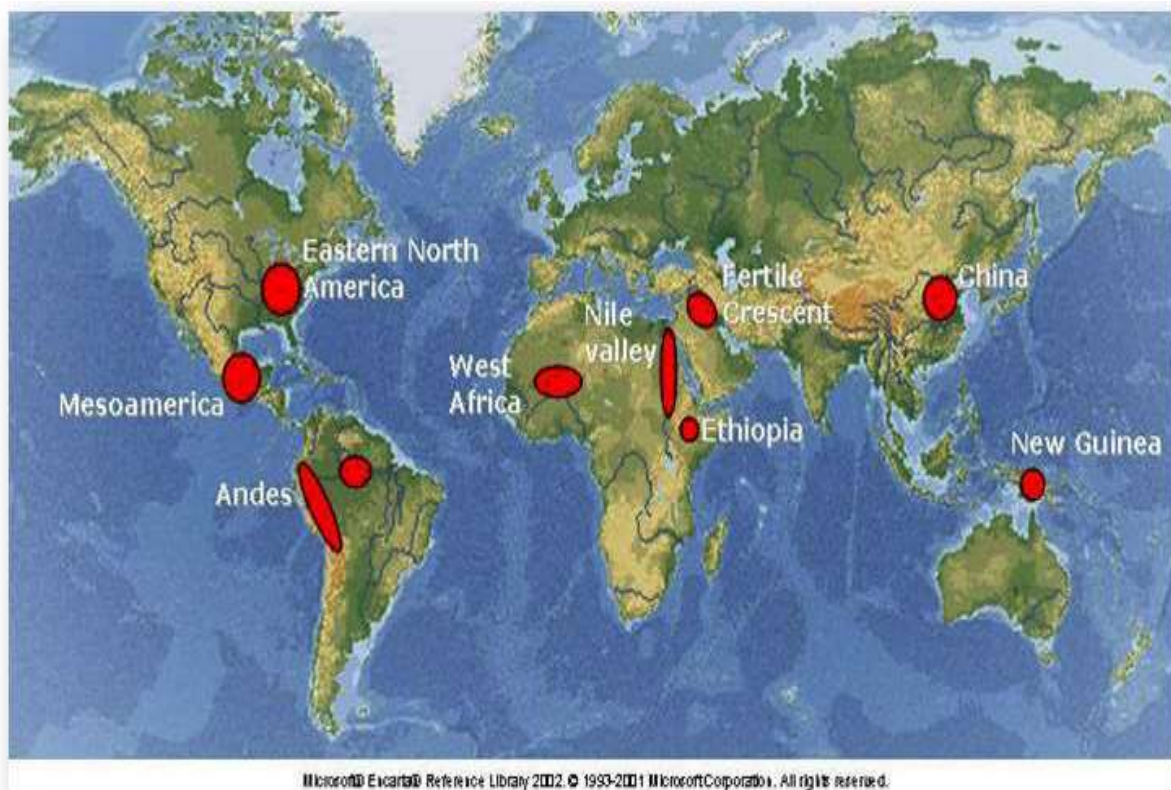 Eastern North
America
Fertile
Crescent
China
Nile
valley
West
Africa
Mesoamerica
Ethiopia
New Guinea
Andes
Microsoft® Encarta® Reference Library 2002. © 1993-2001 Microsoft Corporation. All rights reserved.